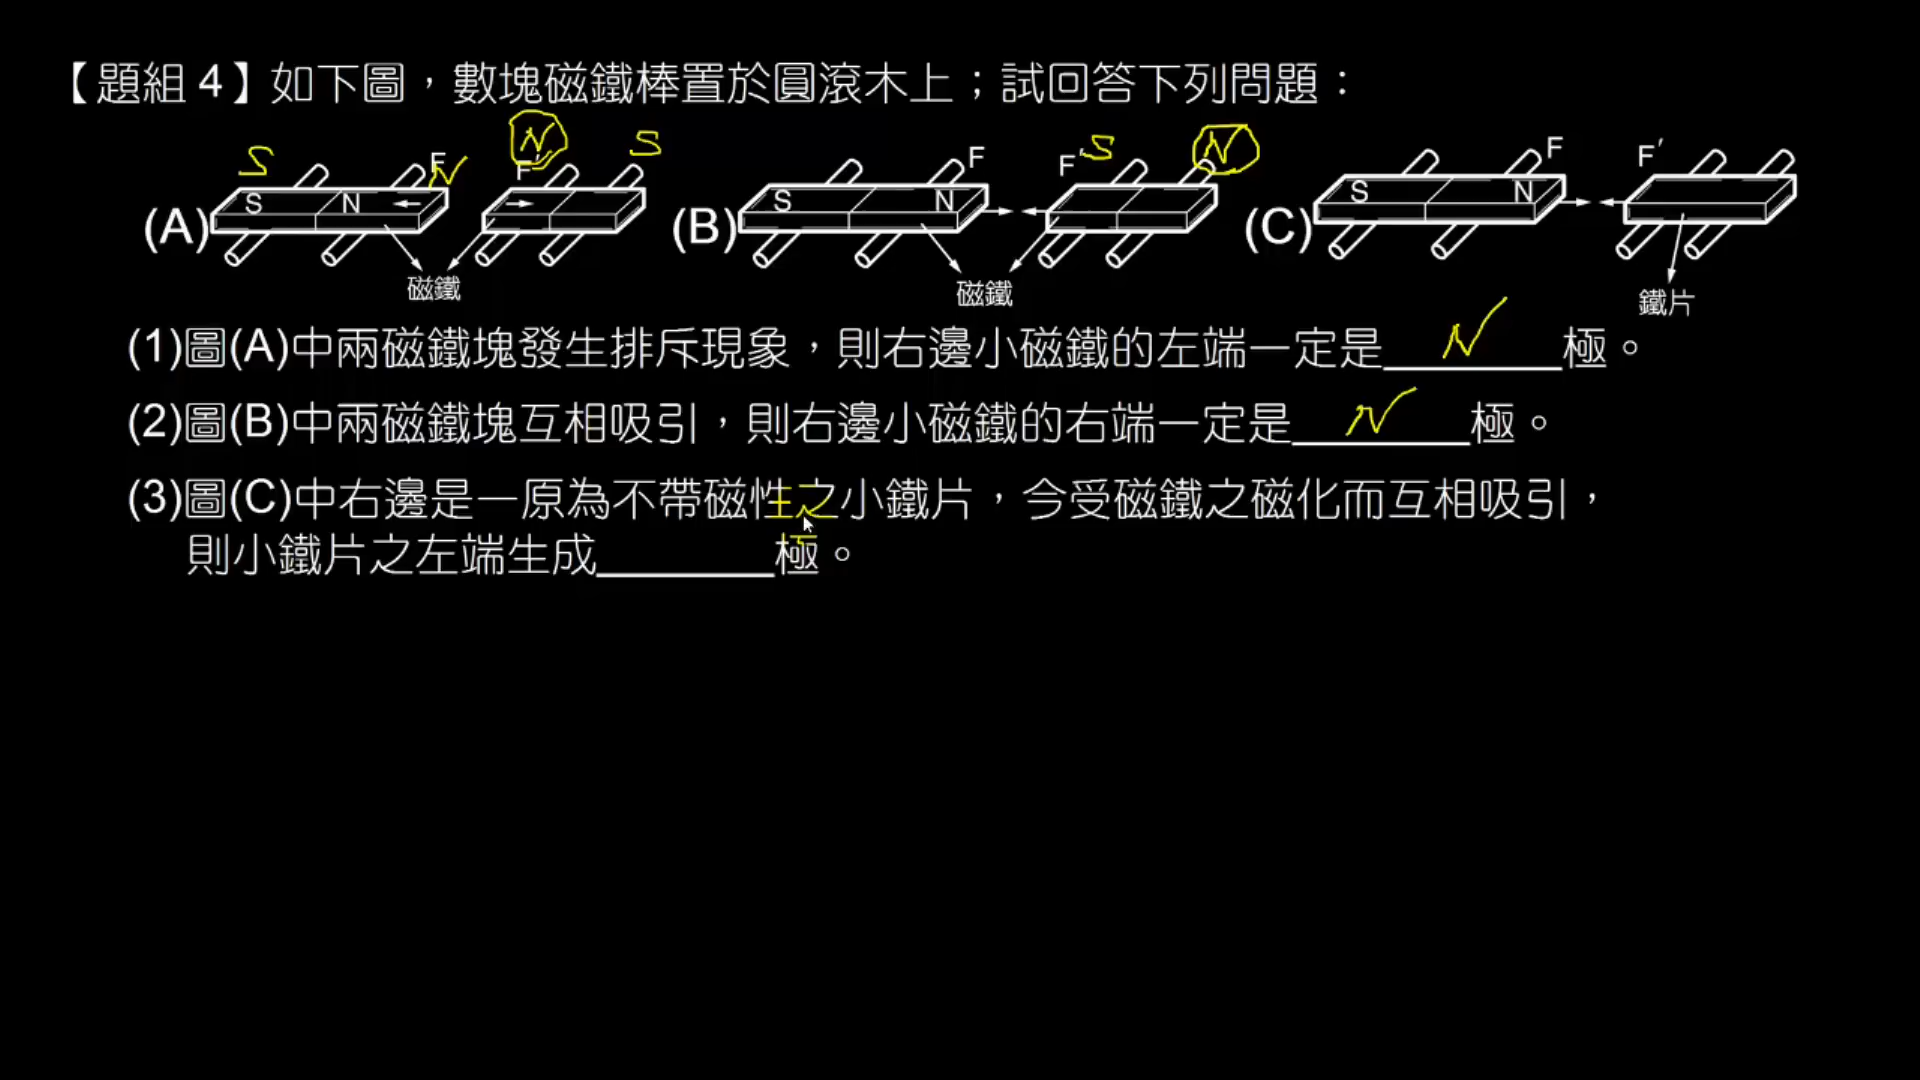 【題組 4】如下圖，數塊磁鐵棒置於圓滾木上；試回答下列問題：
S N N S S N
(A) S N F F' 磁鐵
(B) S N F F' 磁鐵
(C) S N F F' 鐵片
(1)圖(A)中兩磁鐵塊發生排斥現象，則右邊小磁鐵的左端一定是 N 極。
(2)圖(B)中兩磁鐵塊互相吸引，則右邊小磁鐵的右端一定是 N 極。
(3)圖(C)中右邊是一原為不帶磁性之小鐵片，今受磁鐵之磁化而互相吸引，
則小鐵片之左端生成______極。